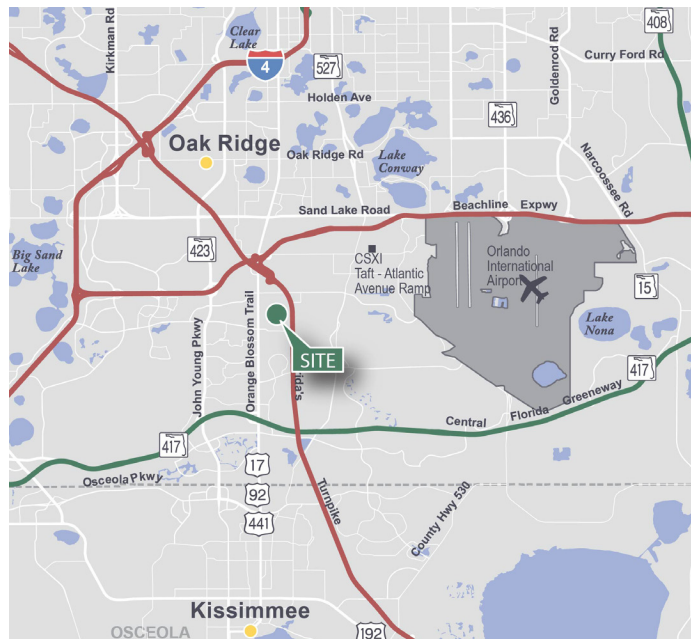 408
Kirkman Rd
Clear
Lake
Goldenrod Rd
Curry Ford Rd
4
527
Holden Ave
436
Oak Ridge
Oak Ridge Rd
Lake
Conway
Narcoossee Rd
Sand Lake Road
Beachline Expwy
423
Big Sand
Lake
CSXI
Taft - Atlantic
Avenue Ramp
Orlando
International
Airport
15
Lake
Nona
SITE
John Young Pkwy
Orange Blossom Trail
ida's
417
Central Florida Greeneway
417
Osceola Pkwy
17
92
441
Turnpike
County Hwy 530
Kissimmee
OSCEOLA
192